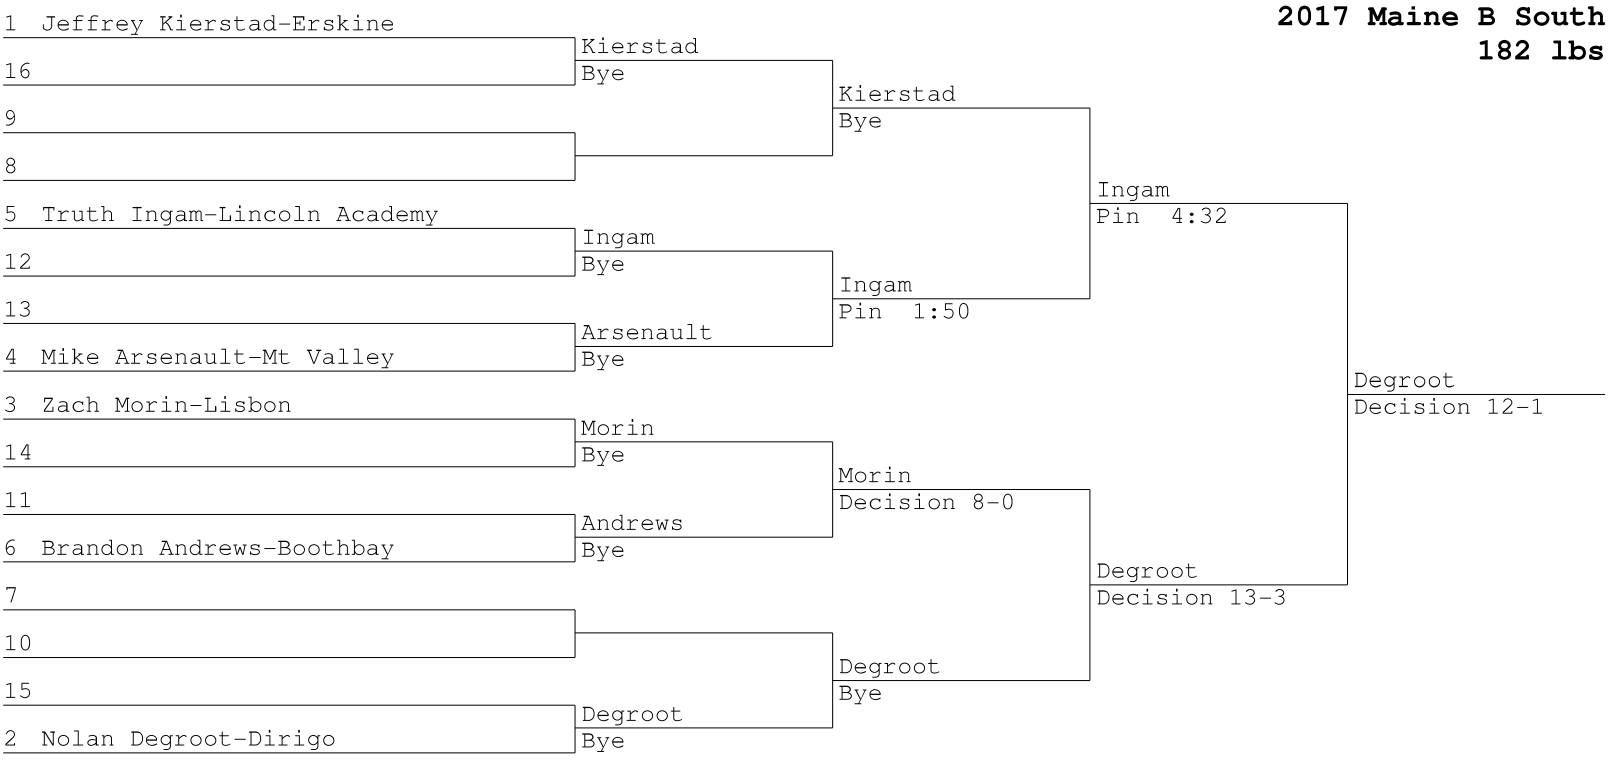 2017 Maine B South
182 lbs
1 Jeffrey Kierstad-Erskine
16
9
8
5 Truth Ingam-Lincoln Academy
12
13
4 Mike Arsenault-Mt Valley
3 Zach Morin-Lisbon
14
11
6 Brandon Andrews-Boothbay
7
10
15
2 Nolan Degroot-Dirigo
Kierstad
Bye
Ingam
Bye
Arsenault
Bye
Morin
Bye
Andrews
Bye
Degroot
Bye
Kierstad
Bye
Ingam
Pin 1:50
Morin
Decision 8-0
Degroot
Bye
Ingam
Pin 4:32
Degroot
Decision 13-3
Degroot
Decision 12-1